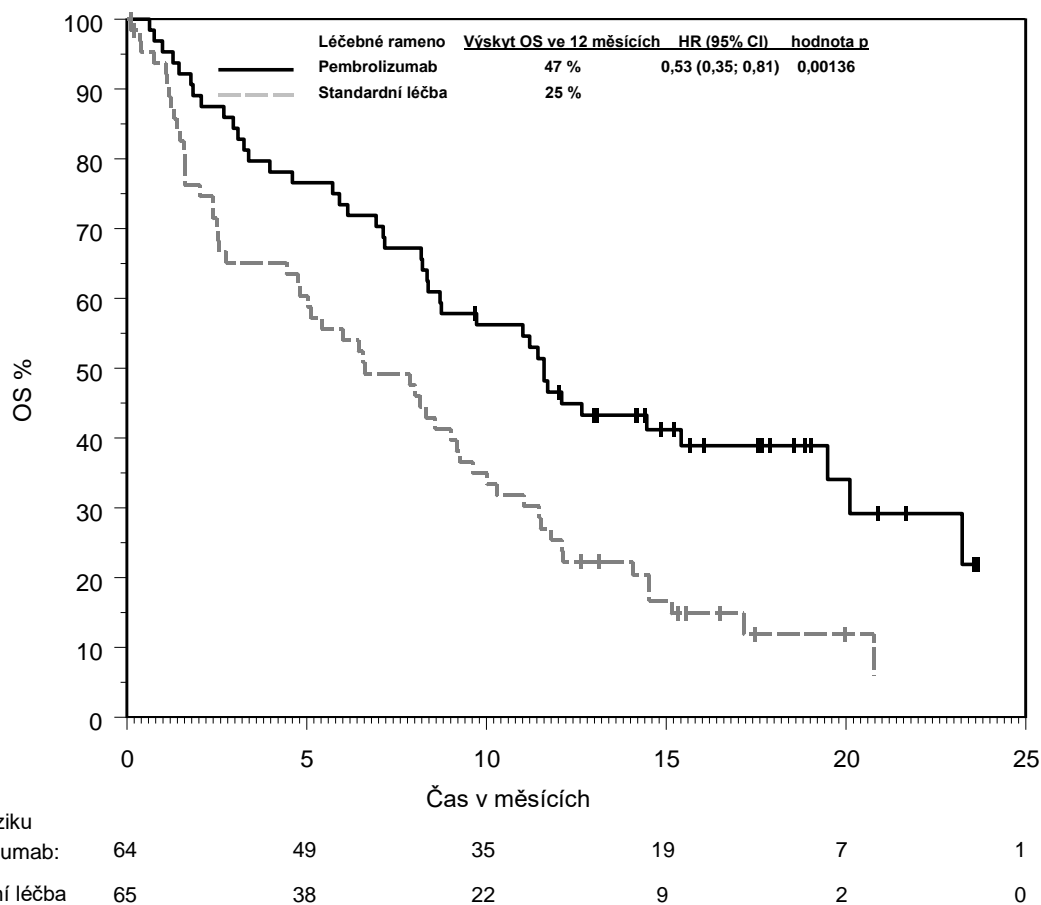 100
90
80
70
60
50
40
30
20
10
0
OS %
Léčebné rameno Výskyt OS ve 12 měsících HR (95% CI) hodnota p
Pembrolizumab 47 % 0,53 (0,35; 0,81) 0,00136
Standardní léčba 25 %
0 5 10 15 20 25
Čas v měsících
ziku
umab: 64 49 35 19 7 1
ní léčba 65 38 22 9 2 0